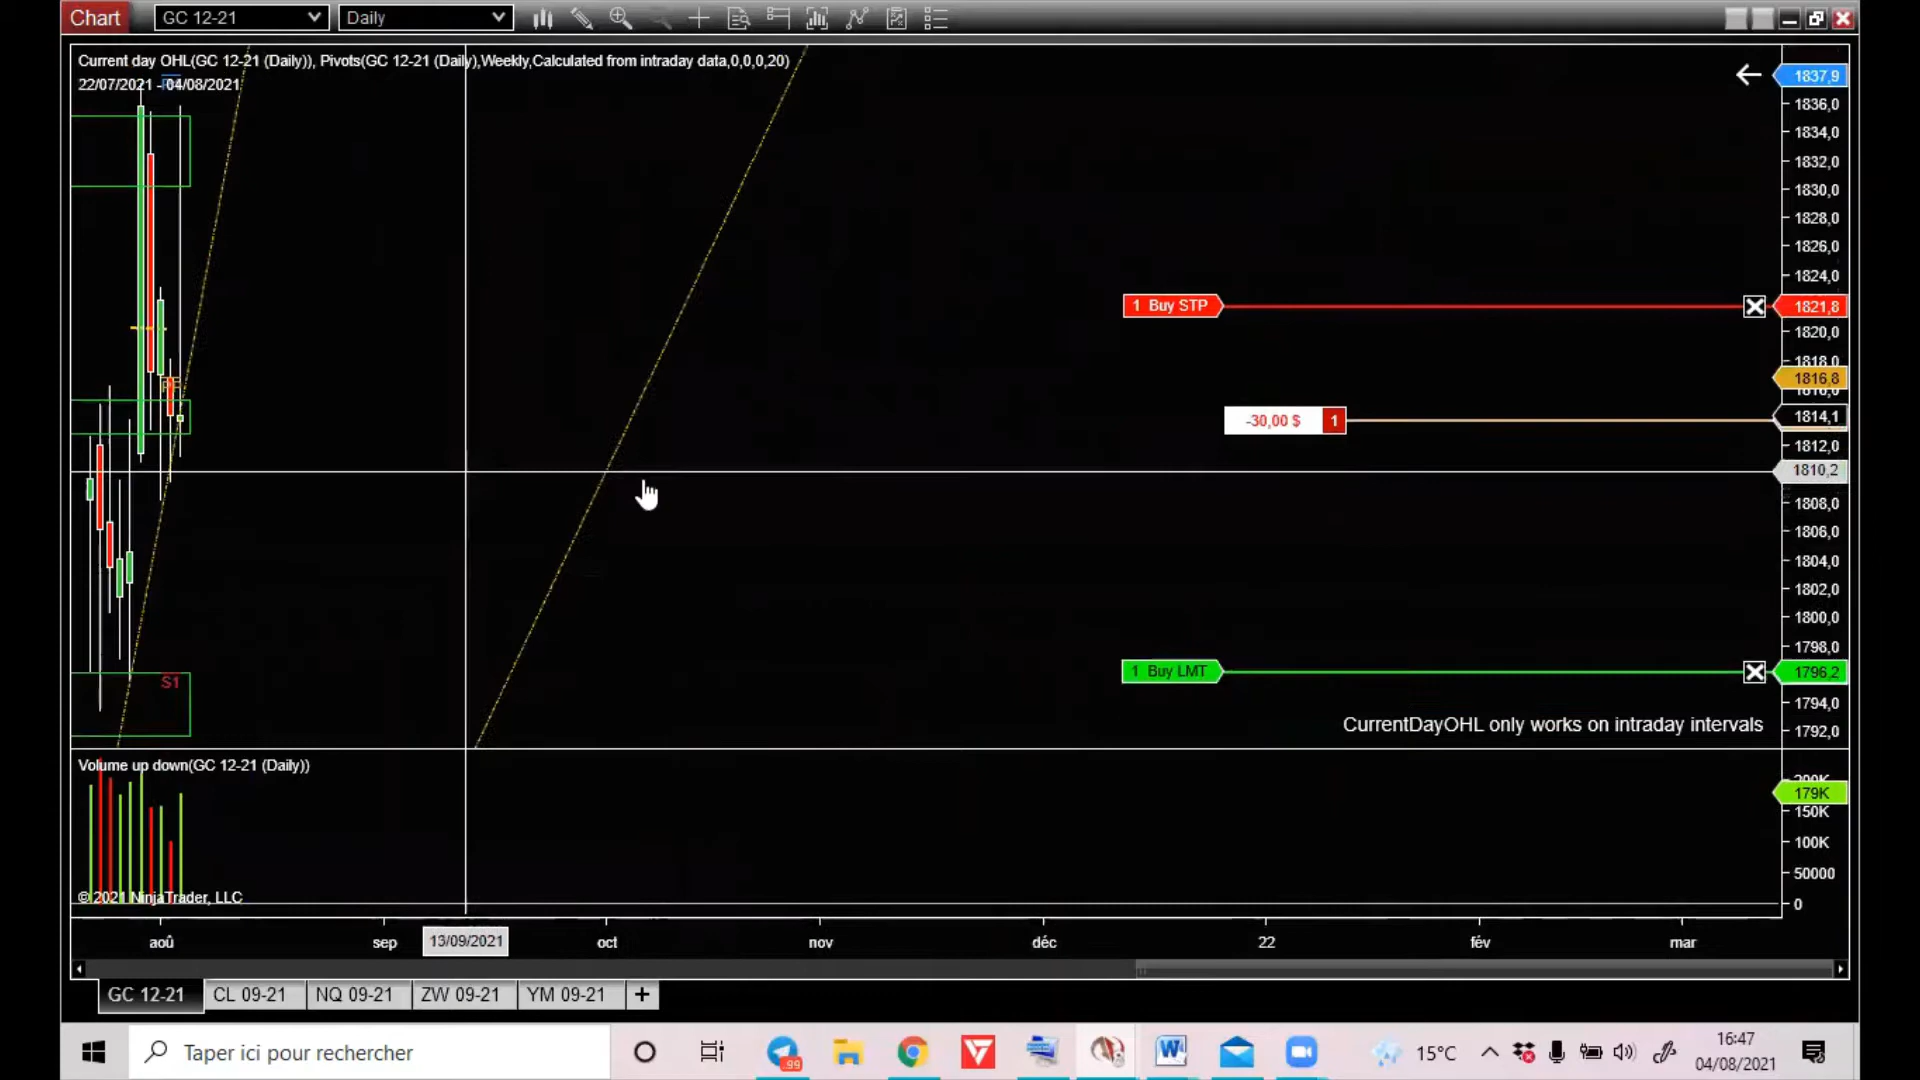 Chart
GC 12-21
Daily
Current day OHL(GC 12-21 (Daily)), Pivots(GC 12-21 (Daily),Weekly,Calculated from intraday data,0,0,0,20)
22/07/2021 - 04/08/2021
1837,9
1836,0
1834,0
1832,0
1830,0
1828,0
1826,0
1824,0
1 Buy STP
1821,8
1820,0
1818,0
1816,8
1816,0
PP
-30,00 $ 1
1814,1
1812,0
1810,2
1808,0
1806,0
1804,0
1802,0
1800,0
1798,0
1 Buy LMT
1796,2
S1
1794,0
CurrentDayOHL only works on intraday intervals
1792,0
Volume up down(GC 12-21 (Daily))
200K
179K
150K
100K
50000
© 2021 NinjaTrader, LLC
0
aoû
sep
13/09/2021
oct
nov
déc
22
fév
mar
GC 12-21
CL 09-21
NQ 09-21
ZW 09-21
YM 09-21
+
Taper ici pour rechercher
99
15°C
16:47
04/08/2021